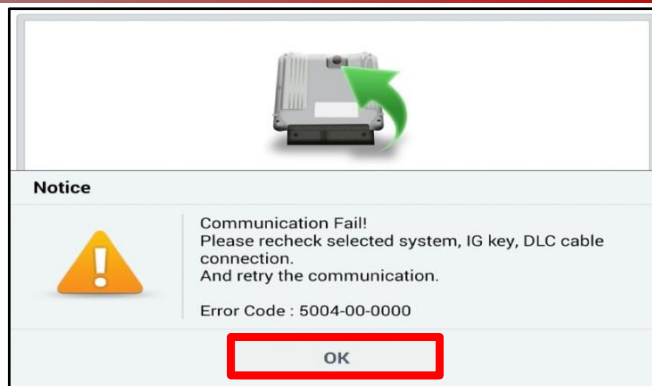 Notice
Communication Fail!
Please recheck selected system, IG key, DLC cable
connection.
And retry the communication.
Error Code : 5004-00-0000
OK